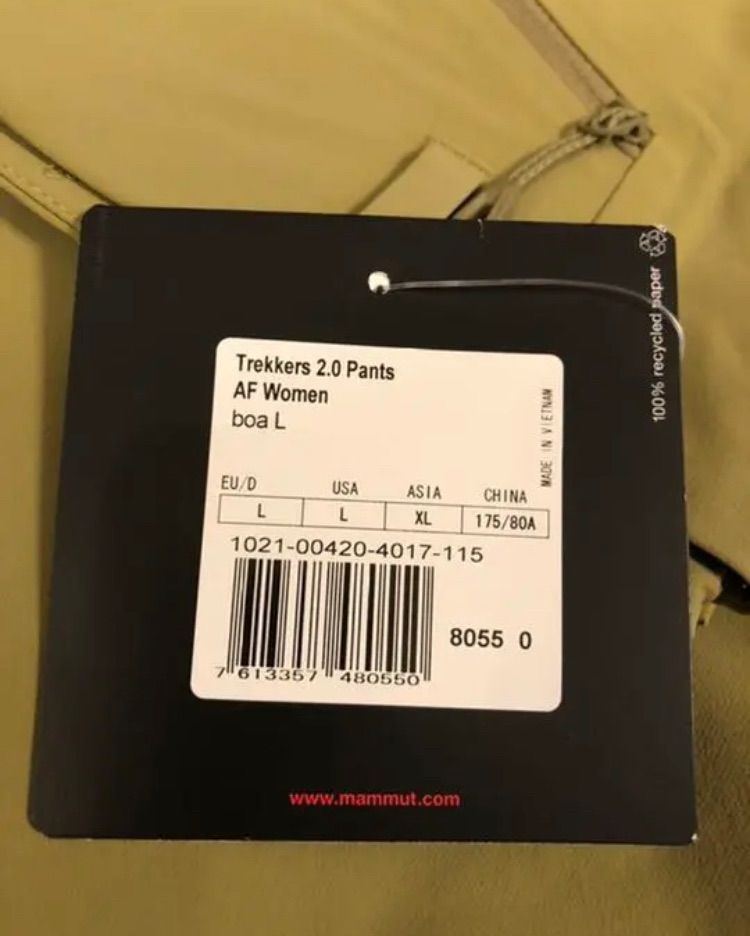 100% recycled paper
Trekkers 2.0 Pants
AF Women
boa L
MADE IN VIETNAM
EU/D USA ASIA CHINA
L L XL 175/80A
1021-00420-4017-115
8055 0
7 613357 480550
www.mammut.com